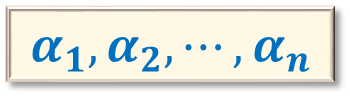 α₁, α₂, ⋯, αₙ